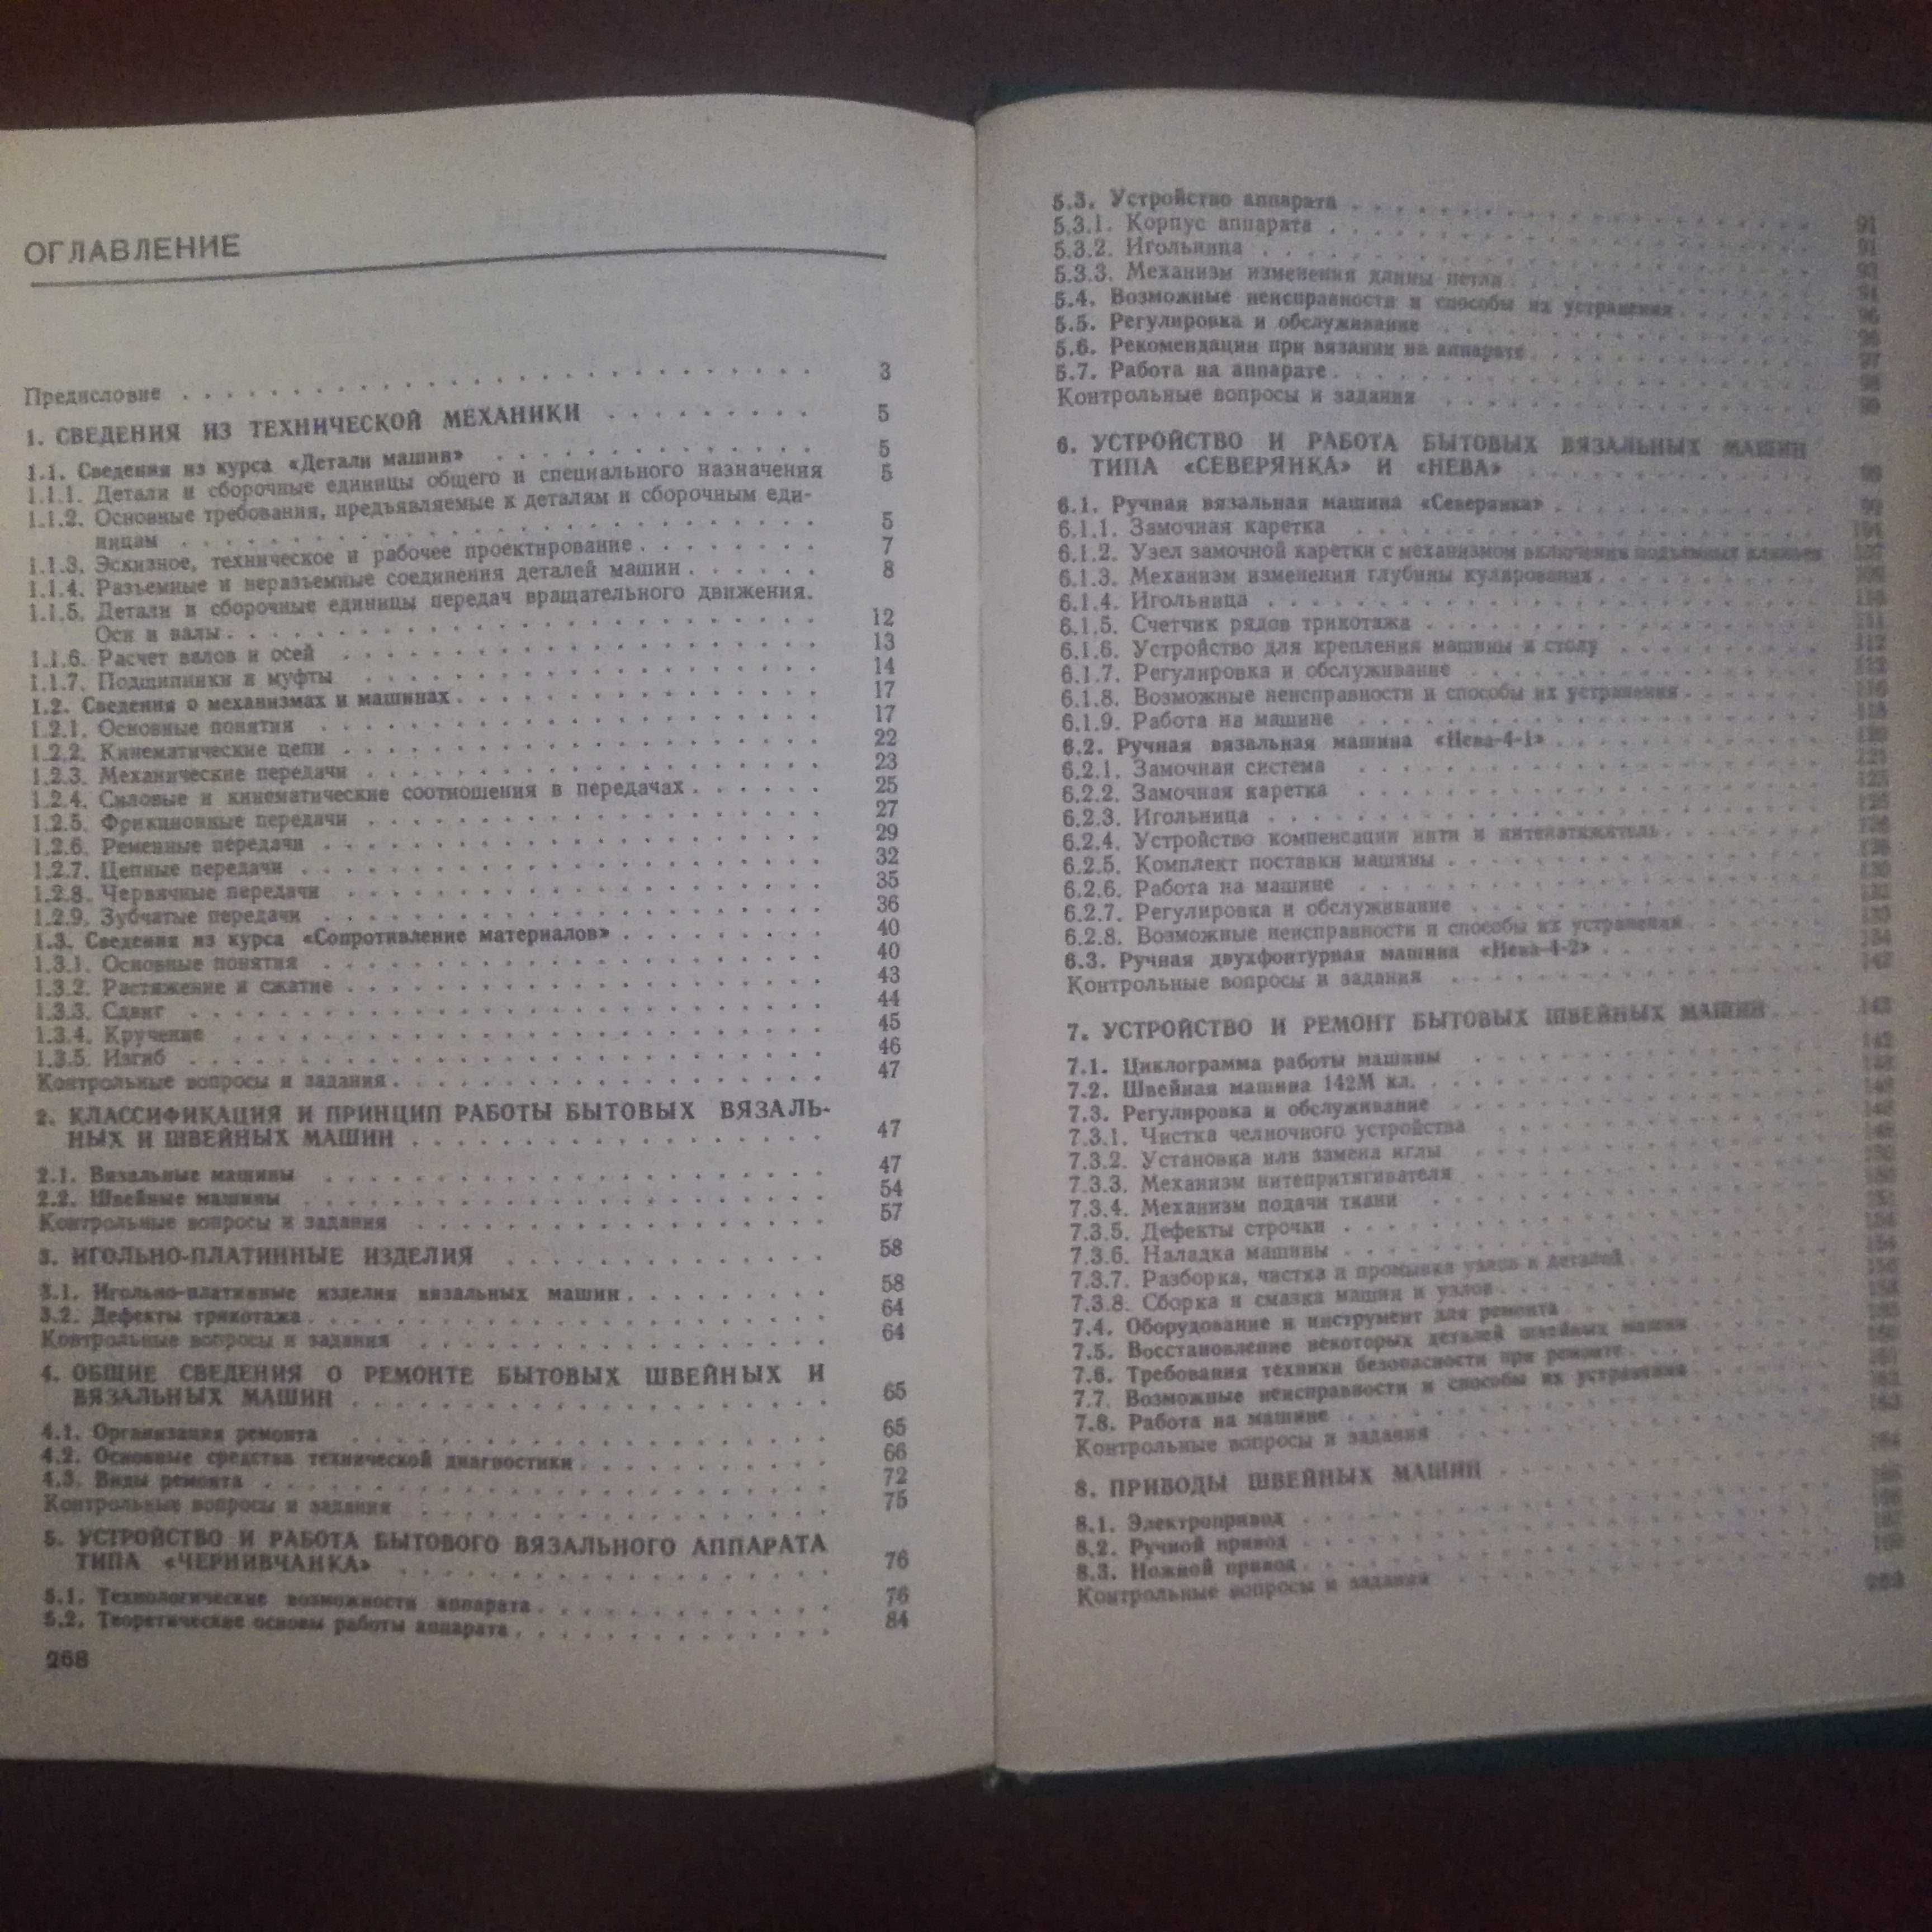 ОГЛАВЛЕНИЕ
Предисловие 3
1. СВЕДЕНИЯ ИЗ ТЕХНИЧЕСКОЙ МЕХАНИКИ 5
1.1. Сведения из курса «Детали машин» 5
1.1.1. Детали и сборочные единицы общего и специального назначения 5
1.1.2. Основные требования, предъявляемые к деталям и сборочным еди-
ницам 5
1.1.3. Эскизное, техническое и рабочее проектирование 7
1.1.4. Разъемные и неразъемные соединения деталей машин 8
1.1.5. Детали и сборочные единицы передач вращательного движения.
Оси и валы 12
1.1.6. Расчет валов и осей 13
1.1.7. Подшипники и муфты 14
1.2. Сведения о механизмах и машинах 17
1.2.1. Основные понятия 17
1.2.2. Кинематические цепи 22
1.2.3. Механические передачи 23
1.2.4. Силовые и кинематические соотношения в передачах 25
1.2.5. Фрикционные передачи 27
1.2.6. Ременные передачи 29
1.2.7. Цепные передачи 32
1.2.8. Червячные передачи 35
1.2.9. Зубчатые передачи 36
1.3. Сведения из курса «Сопротивление материалов» 40
1.3.1. Основные понятия 40
1.3.2. Растяжение и сжатие 43
1.3.3. Сдвиг 44
1.3.4. Кручение 45
1.3.5. Изгиб 46
Контрольные вопросы и задания 47
2. КЛАССИФИКАЦИЯ И ПРИНЦИП РАБОТЫ БЫТОВЫХ ВЯЗАЛЬ-
НЫХ И ШВЕЙНЫХ МАШИН 47
2.1. Вязальные машины 47
2.2. Швейные машины 54
Контрольные вопросы и задания 57
3. ИГОЛЬНО-ПЛАТИННЫЕ ИЗДЕЛИЯ 58
3.1. Игольно-платинные изделия вязальных машин 58
3.2. Дефекты трикотажа 64
Контрольные вопросы и задания 64
4. ОБЩИЕ СВЕДЕНИЯ О РЕМОНТЕ БЫТОВЫХ ШВЕЙНЫХ И
ВЯЗАЛЬНЫХ МАШИН 65
4.1. Организация ремонта 65
4.2. Основные средства технической диагностики 66
4.3. Виды ремонта 72
Контрольные вопросы и задания 75
5. УСТРОЙСТВО И РАБОТА БЫТОВОГО ВЯЗАЛЬНОГО АППАРАТА
ТИПА «ЧЕРНИВЧАНКА» 76
5.1. Технологические возможности аппарата 76
5.2. Теоретические основы работы аппарата 84
268
5.3. Устройство аппарата 91
5.3.1. Корпус аппарата 91
5.3.2. Игольница
5.3.3. Механизм изменения длины петли
5.4. Возможные неисправности и способы их устранения
5.5. Регулировка и обслуживание
5.6. Рекомендации при вязании на аппарате
5.7. Работа на аппарате
Контрольные вопросы и задания
6. УСТРОЙСТВО И РАБОТА БЫТОВЫХ ВЯЗАЛЬНЫХ МАШИН
ТИПА «СЕВЕРЯНКА» И «НЕВА»
6.1. Ручная вязальная машина «Северянка»
6.1.1. Замочная каретка
6.1.2. Узел замочной каретки с механизмом включения подъемных клиньев
6.1.3. Механизм изменения глубины кулирования
6.1.4. Игольница
6.1.5. Счетчик рядов трикотажа
6.1.6. Устройство для крепления машины к столу
6.1.7. Регулировка и обслуживание
6.1.8. Возможные неисправности и способы их устранения
6.1.9. Работа на машине
6.2. Ручная вязальная машина «Нева-4-1»
6.2.1. Замочная система
6.2.2. Замочная каретка
6.2.3. Игольница
6.2.4. Устройство компенсации нити и нитенатяжитель
6.2.5. Комплект поставки машины
6.2.6. Работа на машине
6.2.7. Регулировка и обслуживание
6.2.8. Возможные неисправности и способы их устранения
6.3. Ручная двухфонтурная машина «Нева-4-2»
Контрольные вопросы и задания
7. УСТРОЙСТВО И РЕМОНТ БЫТОВЫХ ШВЕЙНЫХ МАШИН
7.1. Циклограмма работы машины
7.2. Швейная машина 142М кл.
7.3. Регулировка и обслуживание
7.3.1. Чистка челночного устройства
7.3.2. Установка или замена иглы
7.3.3. Механизм нитепритягивателя
7.3.4. Механизм подачи ткани
7.3.5. Дефекты строчки
7.3.6. Наладка машины
7.3.7. Разборка, чистка и промывка узлов и деталей
7.3.8. Сборка и смазка машин и узлов
7.4. Оборудование и инструмент для ремонта
7.5. Восстановление некоторых деталей швейных машин
7.6. Требования техники безопасности при ремонте
7.7. Возможные неисправности и способы их устранения
7.8. Работа на машине
Контрольные вопросы и задания
8. ПРИВОДЫ ШВЕЙНЫХ МАШИН
8.1. Электропривод
8.2. Ручной привод
8.3. Ножной привод
Контрольные вопросы и задания